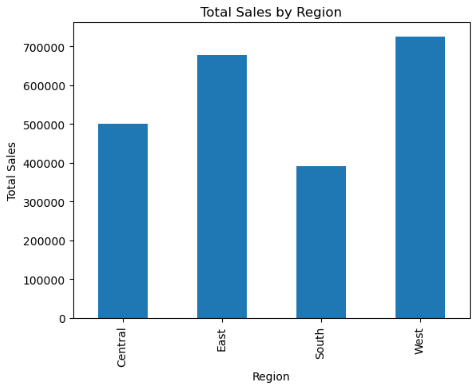 Total Sales by Region
Total Sales
700000
600000
500000
400000
300000
200000
100000
0
Central
East
South
West
Region